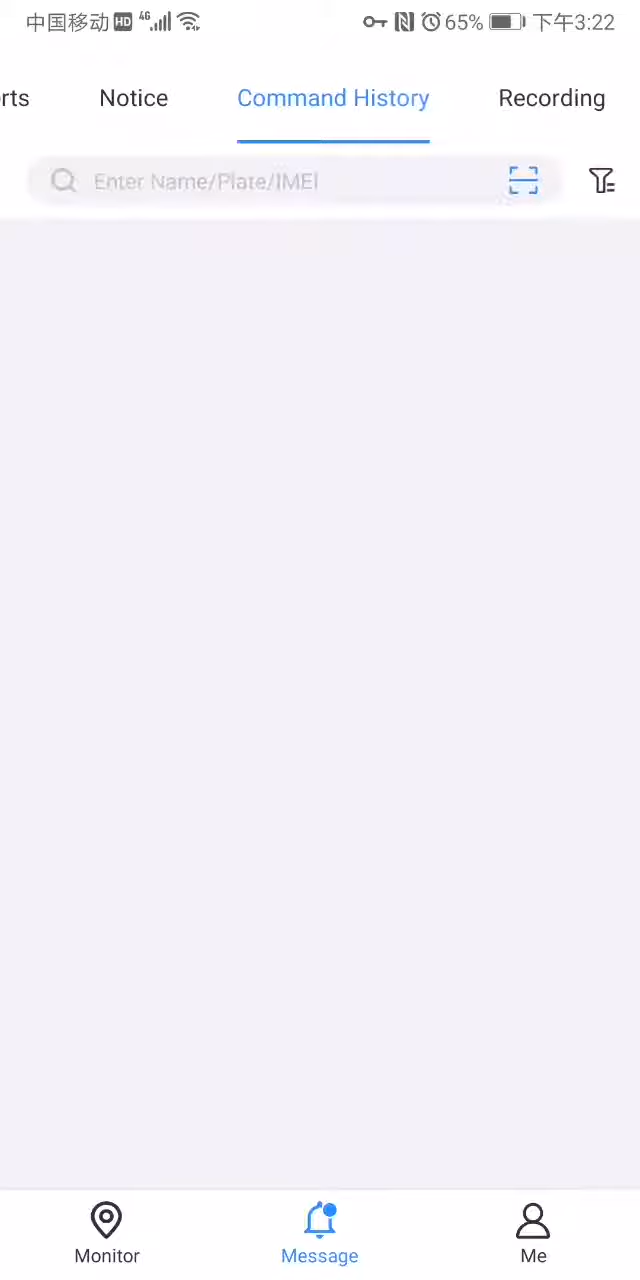 中国移动 HD 4G 65% 下午3:22
rts Notice Command History Recording
Enter Name/Plate/IMEI
Monitor Message Me